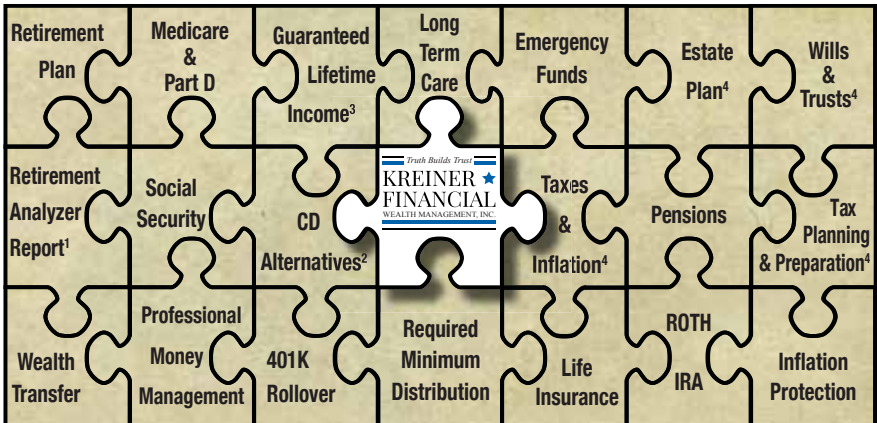 Retirement
Plan
Medicare
&
Part D
Guaranteed
Lifetime
Income³
Long
Term
Care
Emergency
Funds
Estate
Plan⁴
Wills
&
Trusts⁴
Retirement
Analyzer
Report¹
Social
Security
CD
Alternatives²
Truth Builds Trust
KREINER
FINANCIAL
WEALTH MANAGEMENT, INC.
Taxes
&
Inflation⁴
Pensions
Tax
Planning
& Preparation⁴
Wealth
Transfer
Professional
Money
Management
401K
Rollover
Required
Minimum
Distribution
Life
Insurance
ROTH
IRA
Inflation
Protection